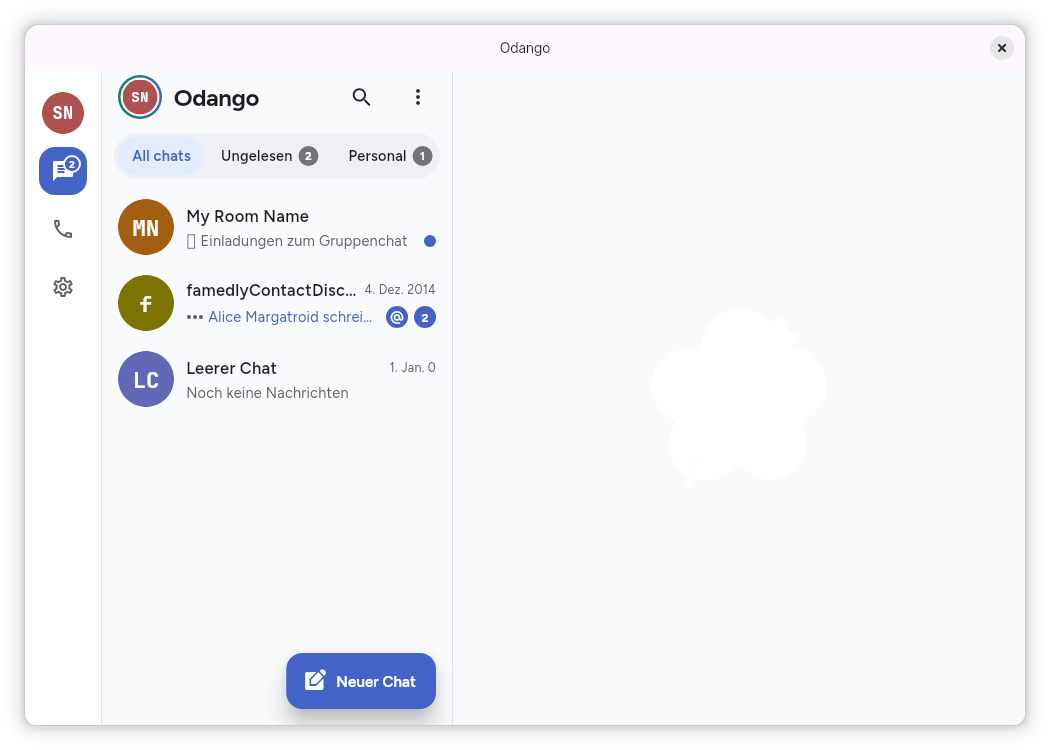 Odango
SN
2
SN Odango
All chats Ungelesen 2 Personal 1
MN My Room Name
Einladungen zum Gruppenchat
f famedlyContactDisc... 4. Dez. 2014
••• Alice Margatroid schrei... @ 2
LC Leerer Chat 1. Jan. 0
Noch keine Nachrichten
Neuer Chat